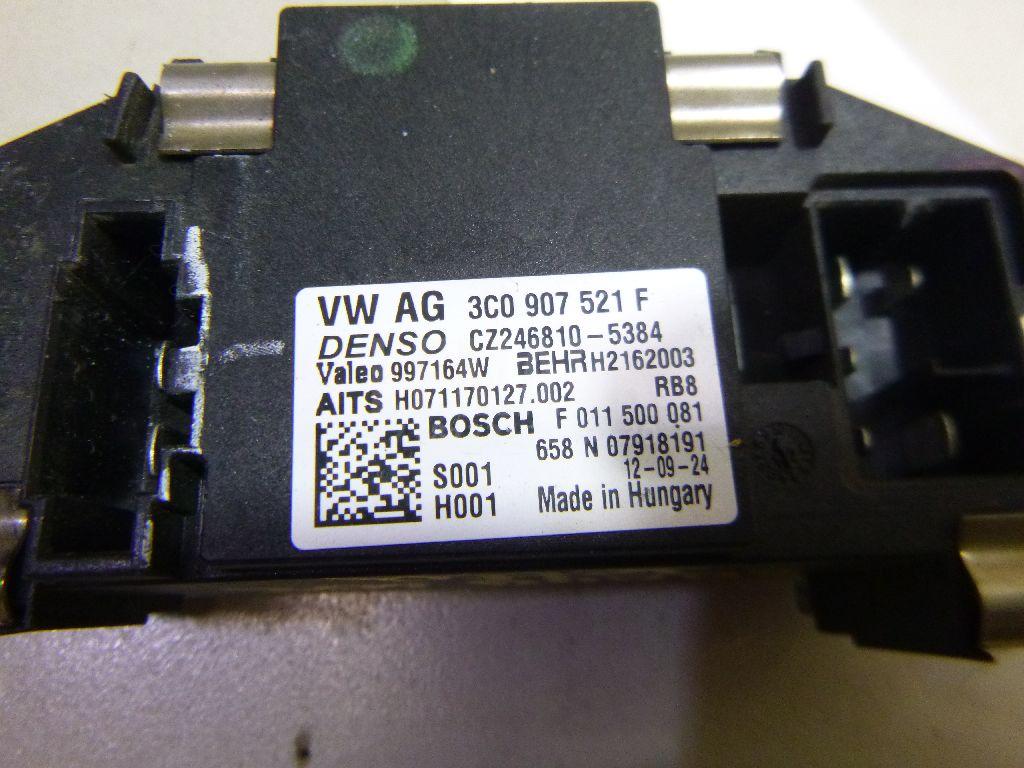 VW AG 3C0 907 521 F
DENSO CZ246810-5384
Valeo 997164W BEHR H2162003
AITS H071170127.002 RB8
BOSCH F 011 500 081
658 N 07918191
S001 12-09-24
H001 Made in Hungary